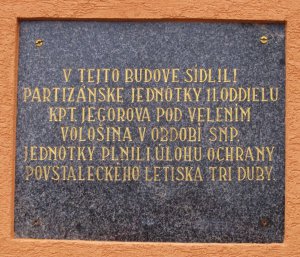 V TEJTO BUDOVE SÍDLILI
PARTIZÁNSKE JEDNOTKY II. ODDIELU
KPT. JEGOROVA POD VELENÍM
VOLOŠINA V OBDOBÍ SNP.
JEDNOTKY PLNILI ÚLOHU OCHRANY
POVSTALECKÉHO LETISKA TRI DUBY.